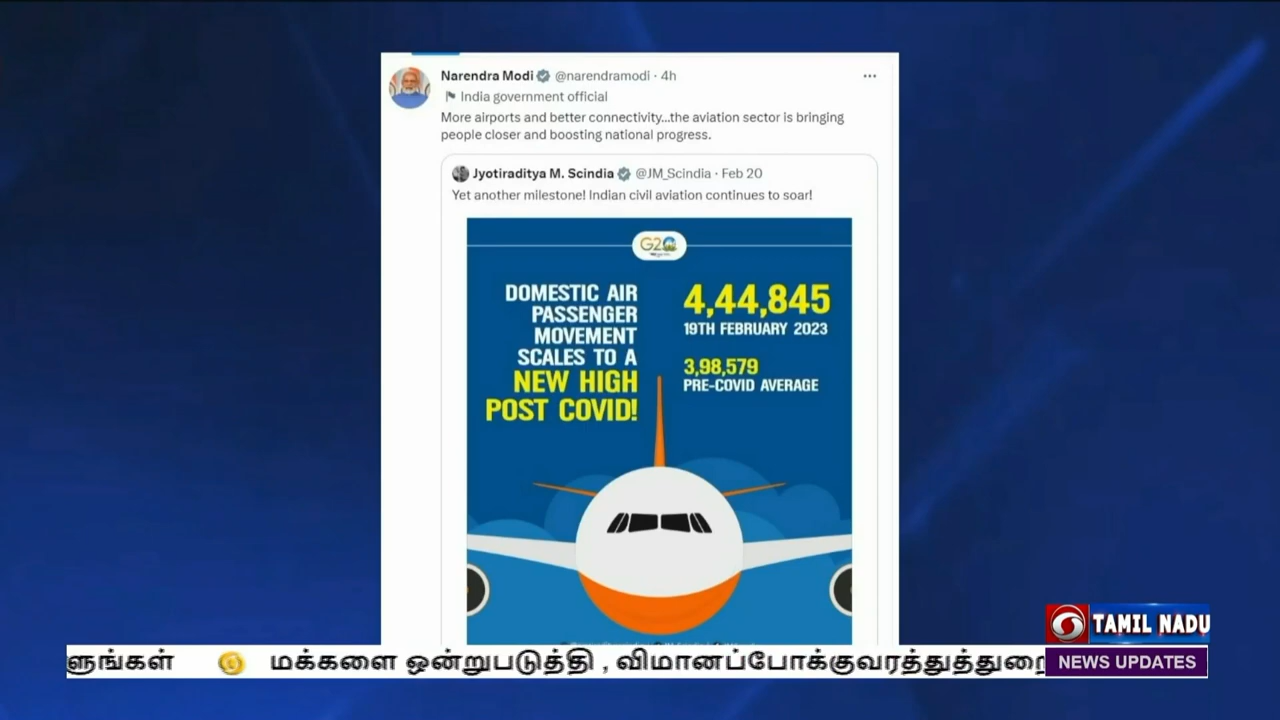 Narendra Modi @narendramodi · 4h
India government official
More airports and better connectivity...the aviation sector is bringing
people closer and boosting national progress.
Jyotiraditya M. Scindia @JM_Scindia · Feb 20
Yet another milestone! Indian civil aviation continues to soar!
G20
DOMESTIC AIR
PASSENGER
MOVEMENT
SCALES TO A
NEW HIGH
POST COVID!
4,44,845
19TH FEBRUARY 2023
3,98,579
PRE-COVID AVERAGE
TAMIL NADU
NEWS UPDATES
ளுங்கள் மக்களை ஒன்றுபடுத்தி , விமானப்போக்குவரத்துத்துறை